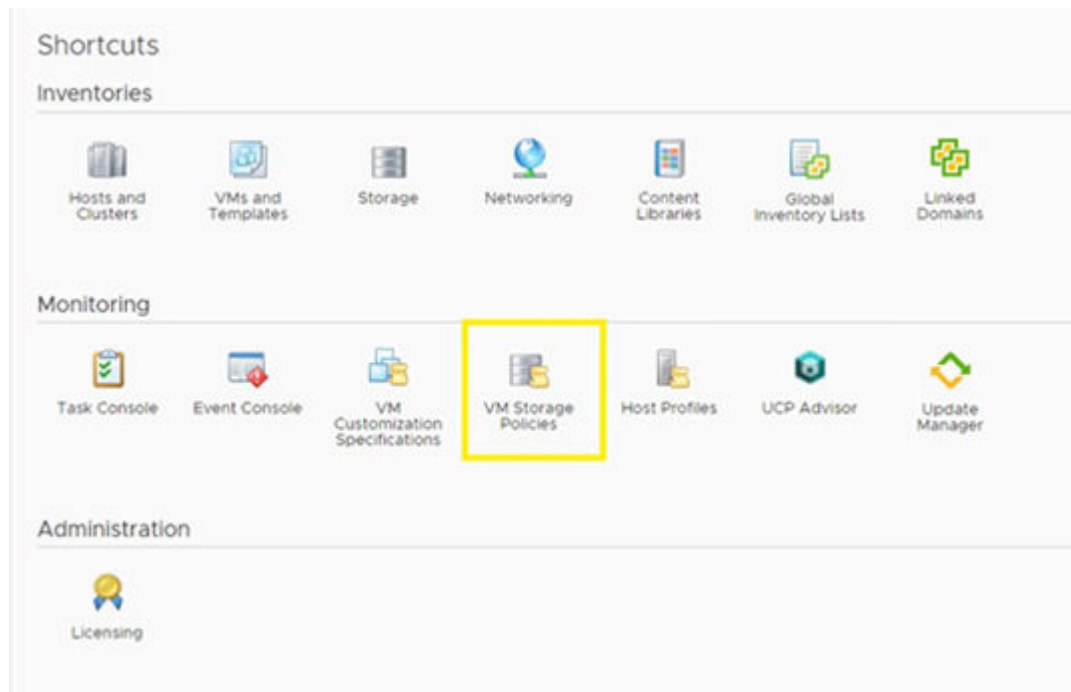 Shortcuts
Inventories
Hosts and
Clusters
VMs and
Templates
Storage
Networking
Content
Libraries
Global
Inventory Lists
Linked
Domains
Monitoring
Task Console
Event Console
VM
Customization
Specifications
VM Storage
Policies
Host Profiles
UCP Advisor
Update
Manager
Administration
Licensing